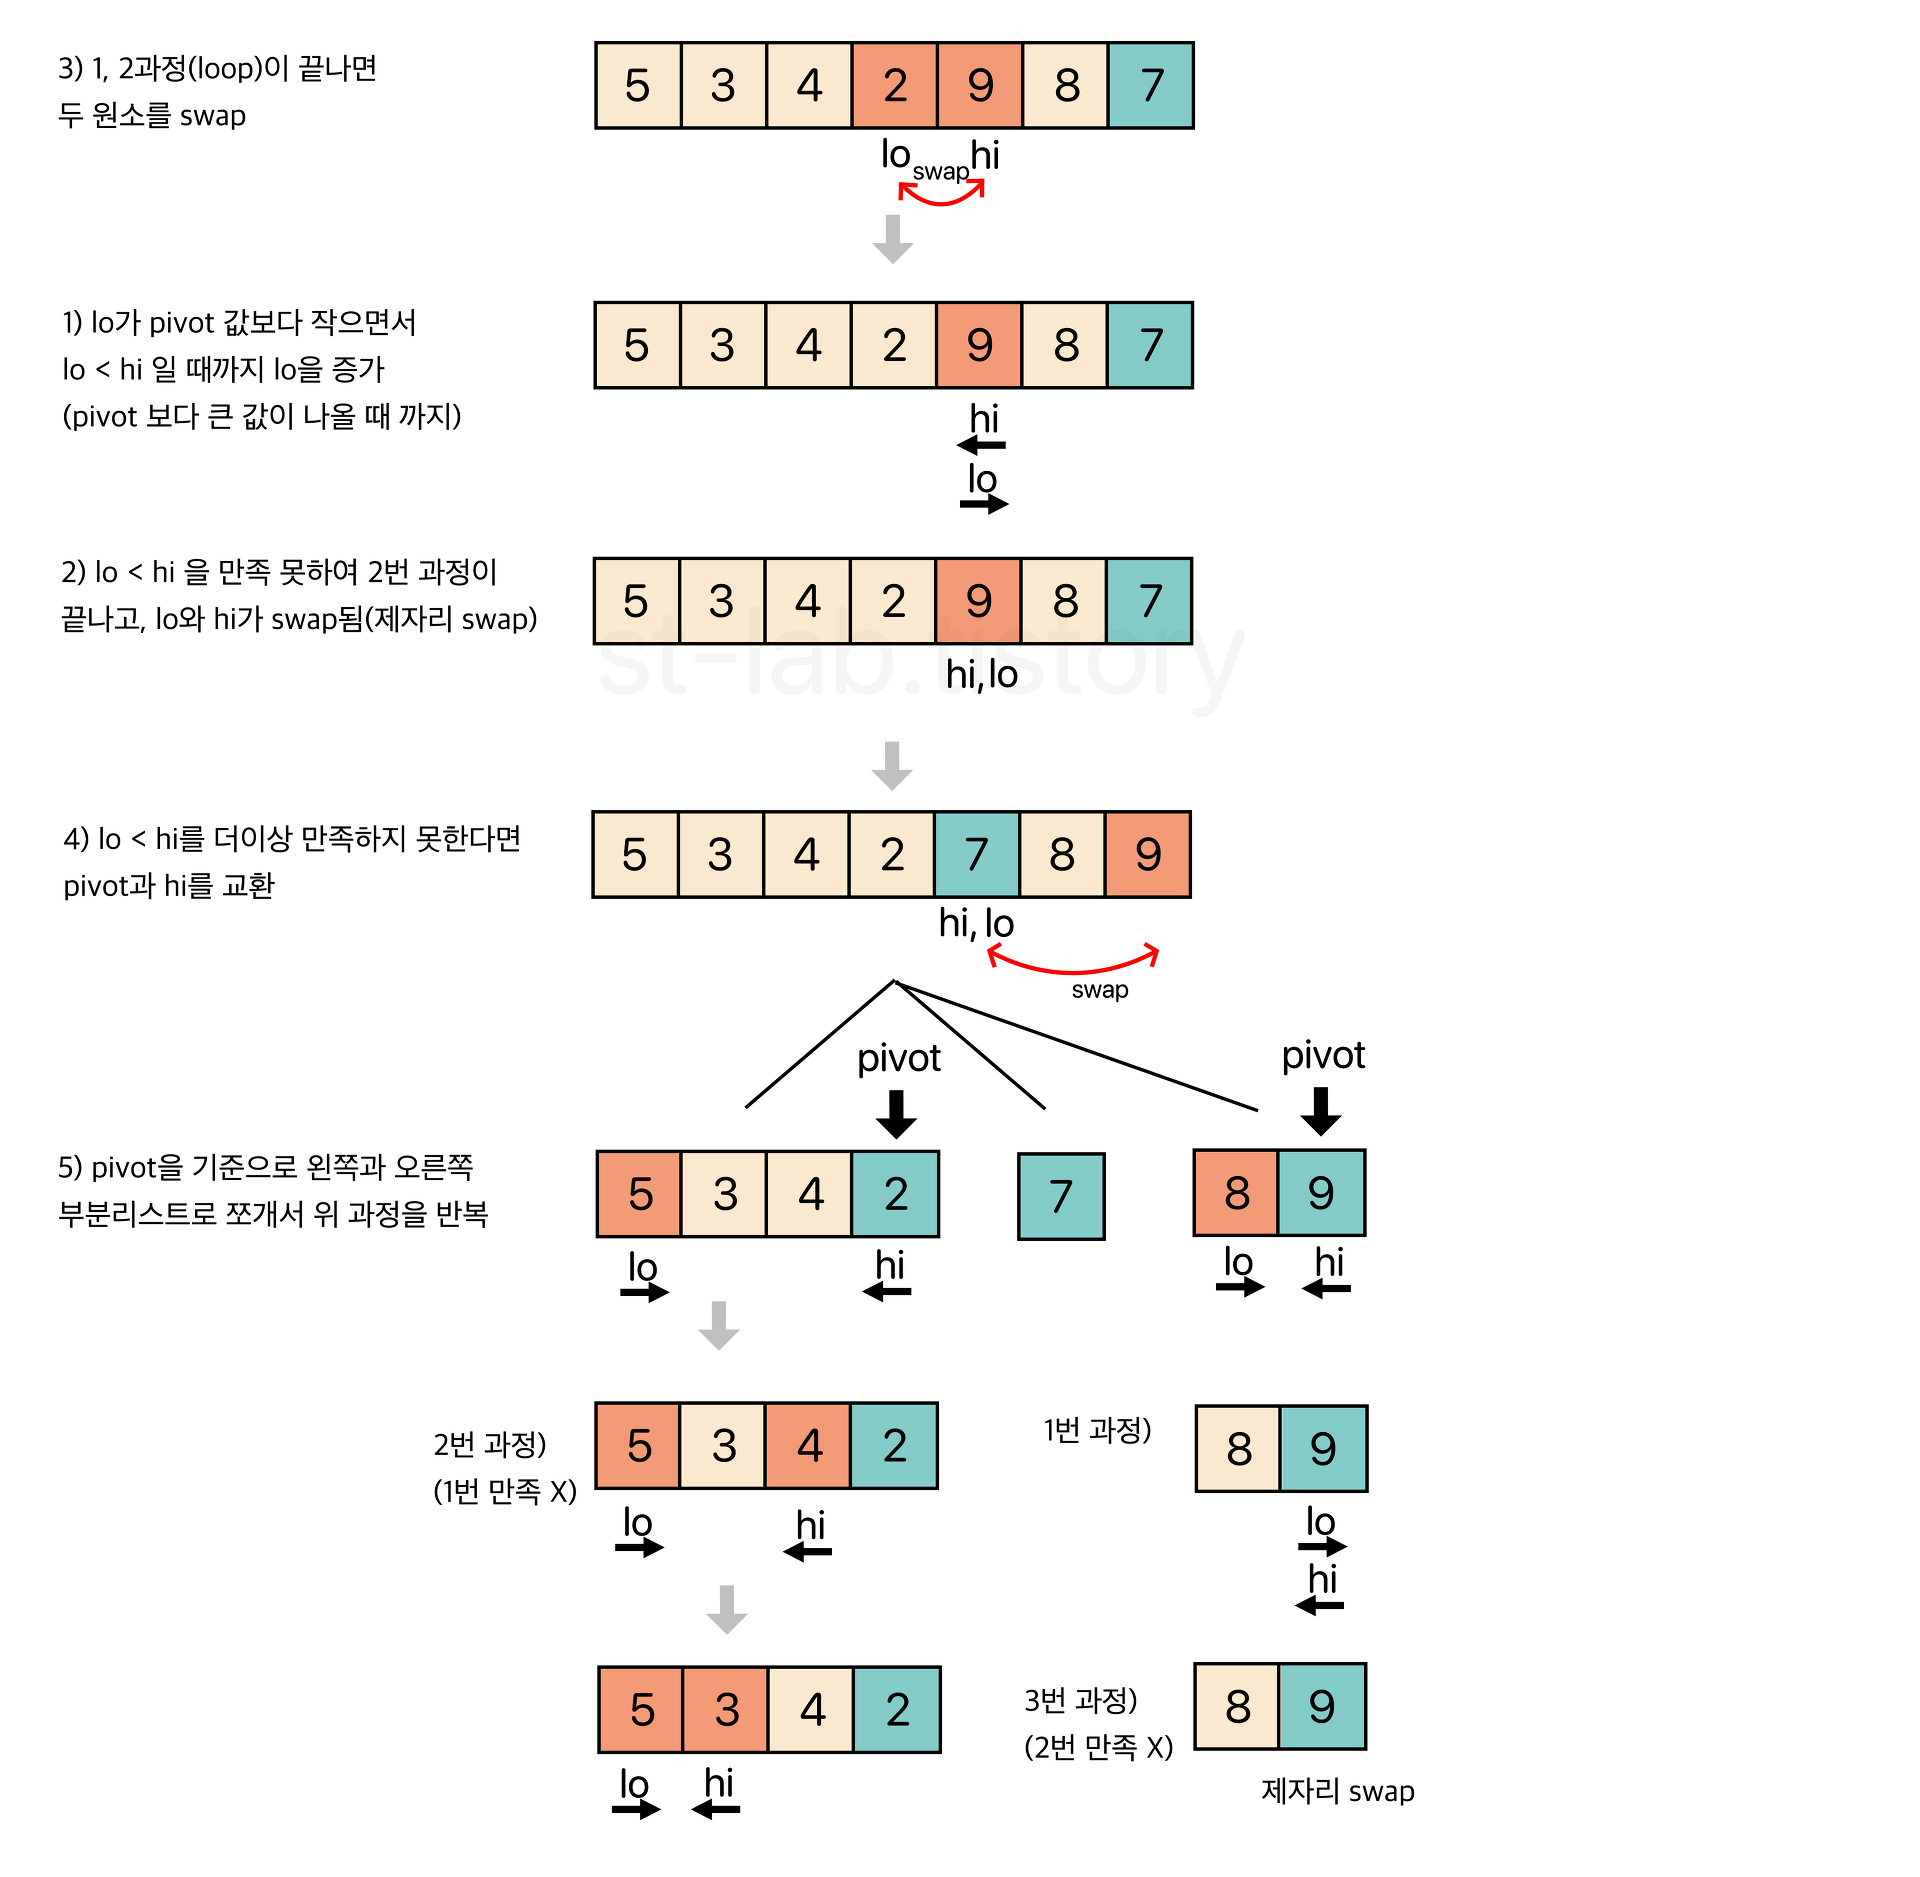 3) 1, 2과정(loop)이 끝나면
두 원소를 swap
5 3 4 2 9 8 7
lo swap hi
1) lo가 pivot 값보다 작으면서
lo < hi 일 때까지 lo을 증가
(pivot 보다 큰 값이 나올 때 까지)
5 3 4 2 9 8 7
hi
lo
2) lo < hi 을 만족 못하여 2번 과정이
끝나고, lo와 hi가 swap됨(제자리 swap)
5 3 4 2 9 8 7
st-lab.tistory
hi,lo
4) lo < hi를 더이상 만족하지 못한다면
pivot과 hi를 교환
5 3 4 2 7 8 9
hi, lo
swap
pivot
pivot
5) pivot을 기준으로 왼쪽과 오른쪽
부분리스트로 쪼개서 위 과정을 반복
5 3 4 2
7
8 9
lo hi
lo hi
2번 과정)
(1번 만족 X)
5 3 4 2
lo hi
1번 과정)
8 9
lo
hi
5 3 4 2
lo hi
3번 과정)
(2번 만족 X)
8 9
제자리 swap